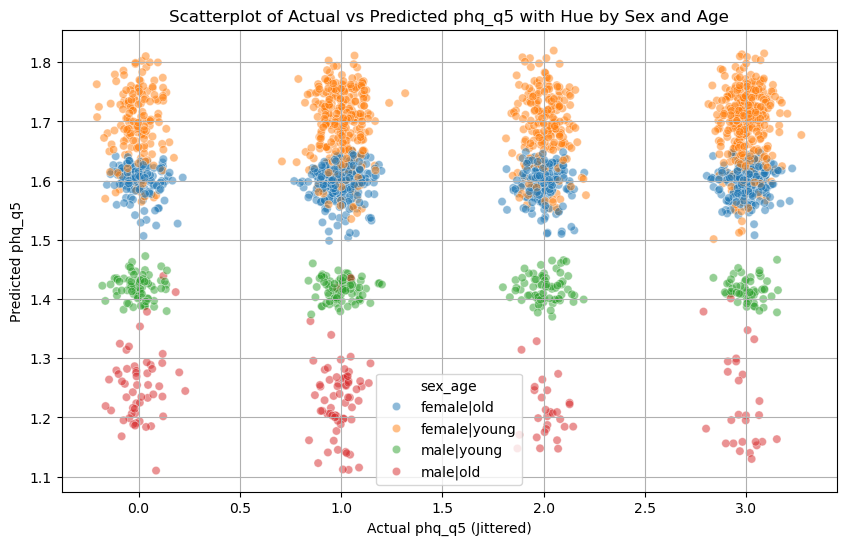 Scatterplot of Actual vs Predicted phq_q5 with Hue by Sex and Age
Predicted phq_q5
1.8
1.7
1.6
1.5
1.4
1.3
1.2
1.1
sex_age
female|old
female|young
male|young
male|old
0.0 0.5 1.0 1.5 2.0 2.5 3.0
Actual phq_q5 (Jittered)